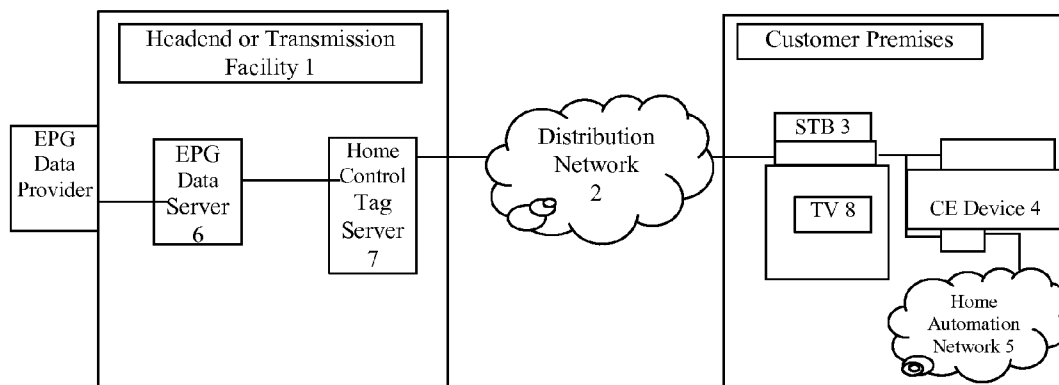 Headend or Transmission
Facility 1
Customer Premises
EPG
Data
Provider
EPG
Data
Server
6
Home
Control
Tag
Server
7
Distribution
Network
2
STB 3
TV 8
CE Device 4
Home
Automation
Network 5